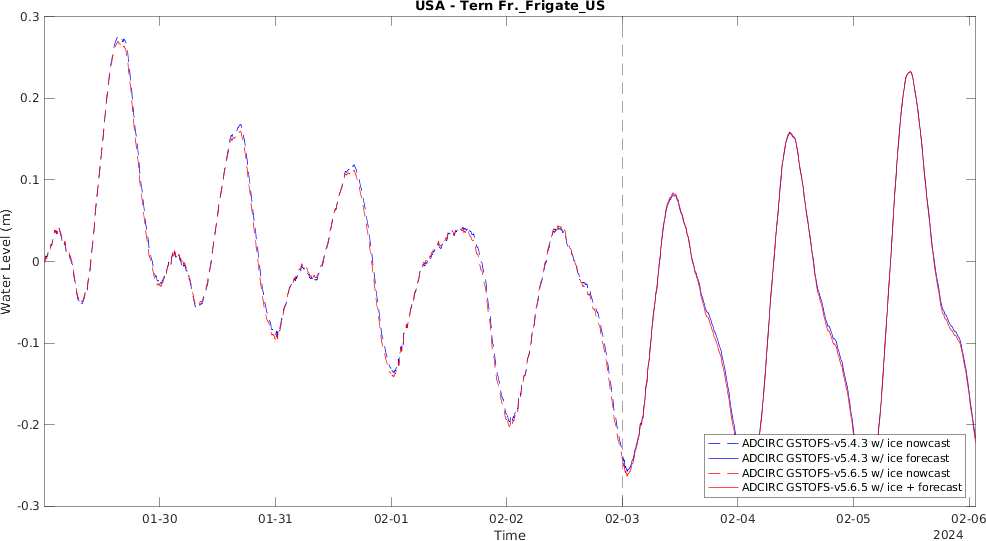 USA - Tern Fr._Frigate_US
Water Level (m)
0.3
0.2
0.1
0
-0.1
-0.2
-0.3
ADCIRC GSTOFS-v5.4.3 w/ ice nowcast
ADCIRC GSTOFS-v5.4.3 w/ ice forecast
ADCIRC GSTOFS-v5.6.5 w/ ice nowcast
ADCIRC GSTOFS-v5.6.5 w/ ice + forecast
01-30
01-31
02-01
02-02
02-03
02-04
02-05
02-06
Time
2024